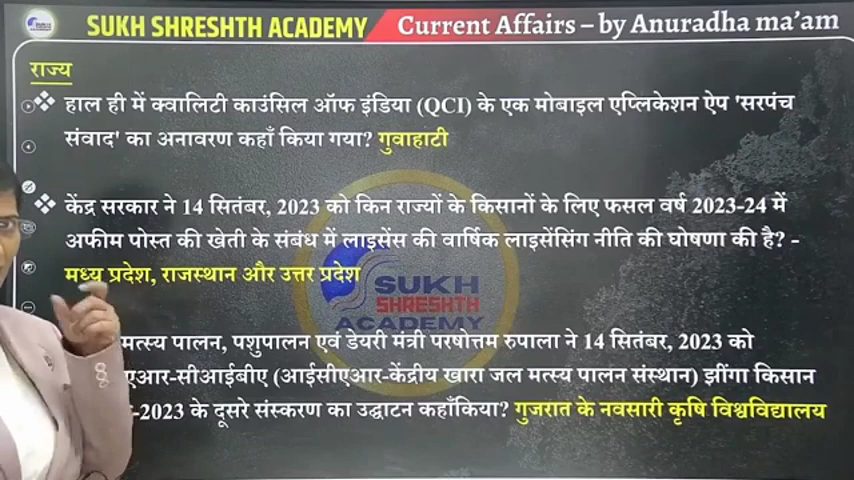 SUKH SHRESHTH ACADEMY
Current Affairs – by Anuradha ma'am
राज्य
❖ हाल ही में क्वालिटी काउंसिल ऑफ इंडिया (QCI) के एक मोबाइल एप्लिकेशन ऐप 'सरपंच
संवाद' का अनावरण कहाँ किया गया? गुवाहाटी
❖ केंद्र सरकार ने 14 सितंबर, 2023 को किन राज्यों के किसानों के लिए फसल वर्ष 2023-24 में
अफीम पोस्त की खेती के संबंध में लाइसेंस की वार्षिक लाइसेंसिंग नीति की घोषणा की है? -
मध्य प्रदेश, राजस्थान और उत्तर प्रदेश
SUKH
SHRESHTH
ACADEMY
मत्स्य पालन, पशुपालन एवं डेयरी मंत्री परषोत्तम रुपाला ने 14 सितंबर, 2023 को
एआर-सीआईबीए (आईसीएआर-केंद्रीय खारा जल मत्स्य पालन संस्थान) झींगा किसान
-2023 के दूसरे संस्करण का उद्घाटन कहाँकिया? गुजरात के नवसारी कृषि विश्वविद्यालय